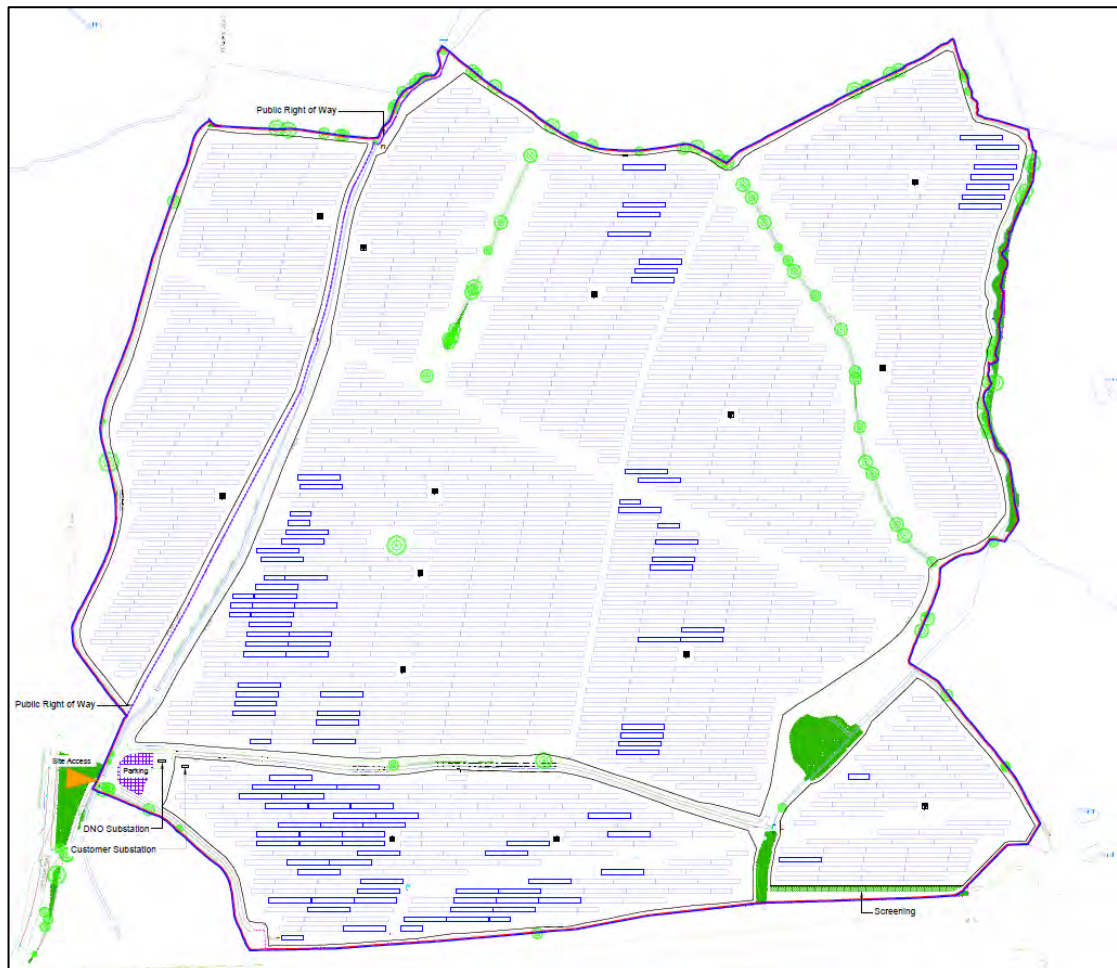 Public Right of Way
Public Right of Way
Site Access
Parking
DNO Substation
Customer Substation
Screening